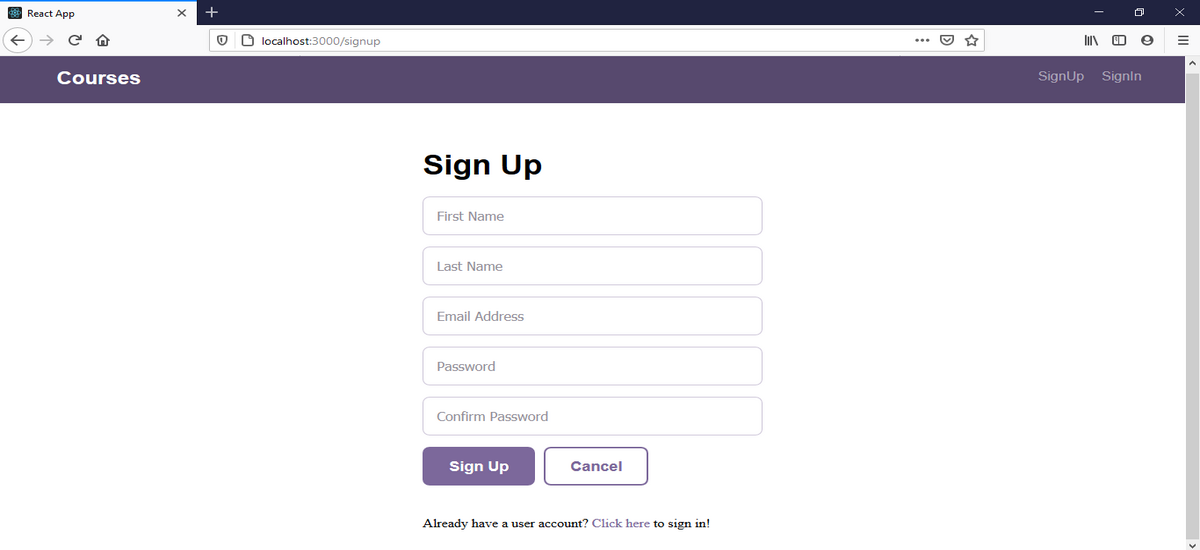 React App
localhost:3000/signup
Courses
SignUp SignIn
Sign Up
First Name
Last Name
Email Address
Password
Confirm Password
Sign Up Cancel
Already have a user account? Click here to sign in!